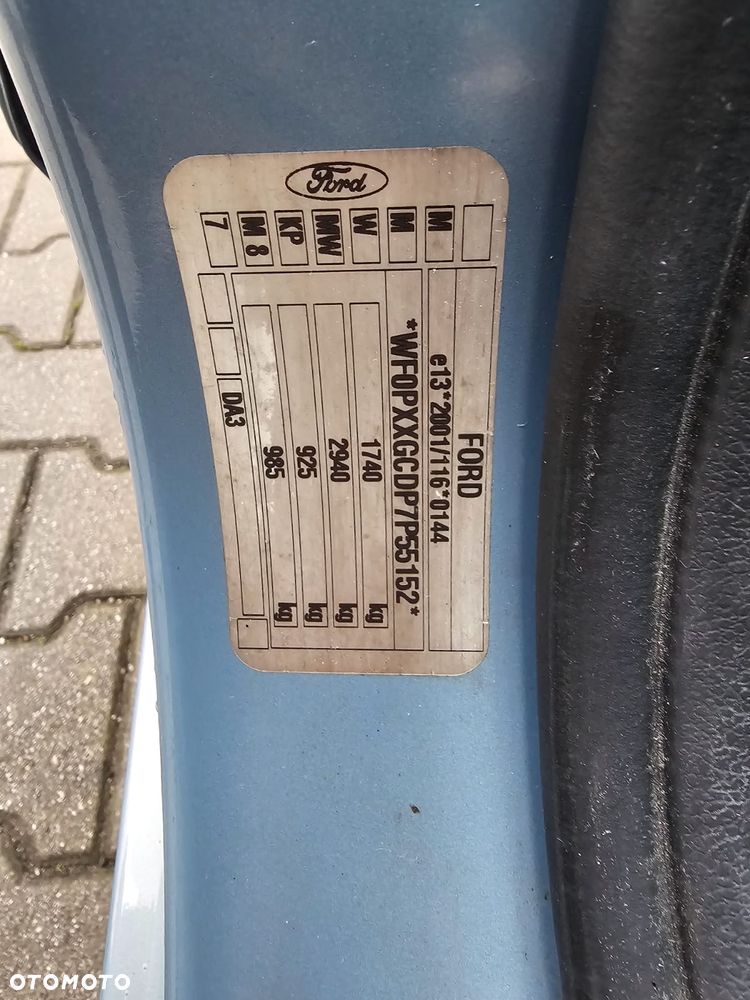 Ford
FORD
e13*2001/116*0144
*WF0PXXGCDP7P55152*
1740 kg
2940 kg
925 kg
985 kg
DA3
M
M
W
MW
KP
M 8
7
OTOMOTO